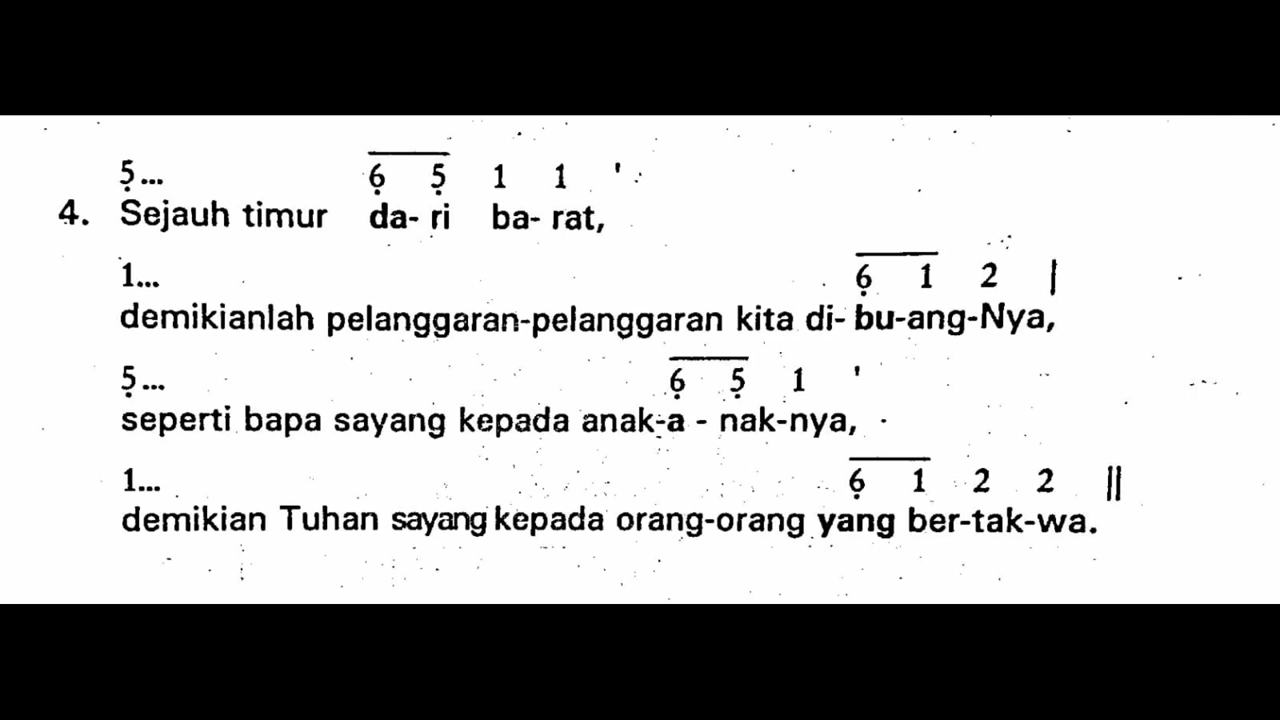 5̣... 6̣ 5̣ 1 1 '
4. Sejauh timur da- ri ba- rat,
1... 6̣ 1 2 |
demikianlah pelanggaran-pelanggaran kita di- bu-ang-Nya,
5̣... 6̣ 5̣ 1 '
seperti bapa sayang kepada anak-a - nak-nya,
1... 6̣ 1 2 2 ||
demikian Tuhan sayang kepada orang-orang yang ber-tak-wa.